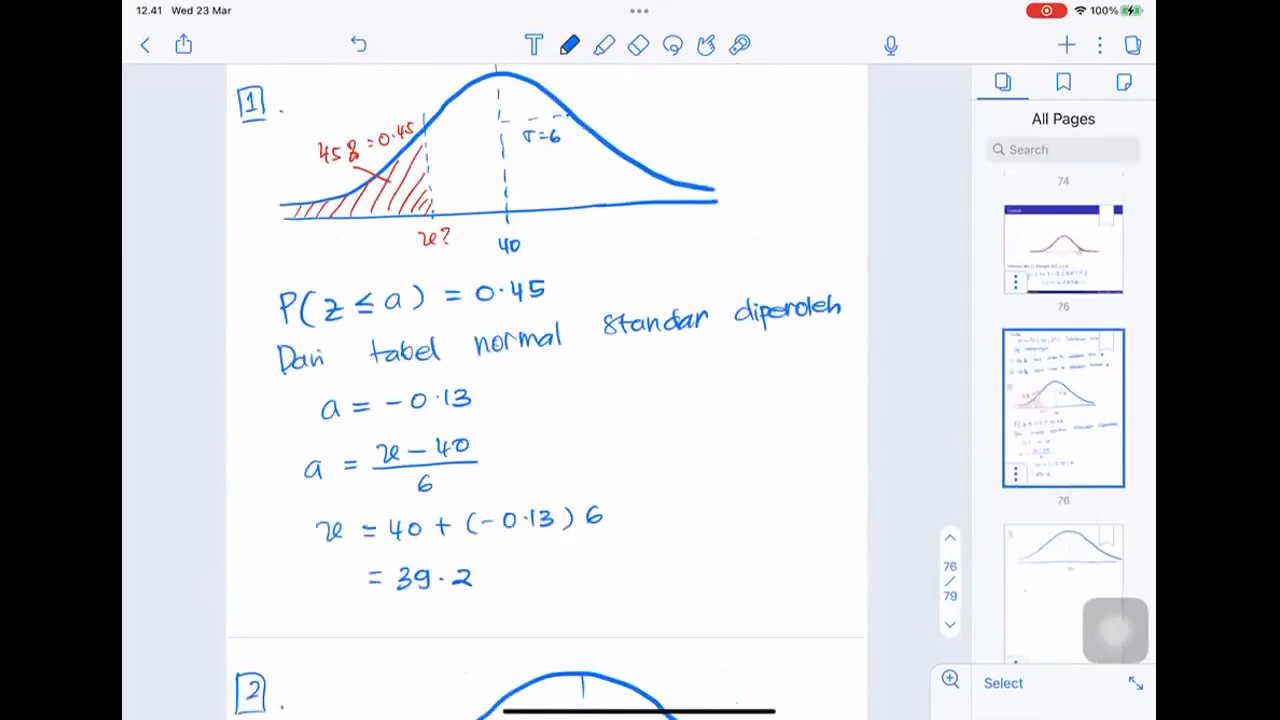 12.41 Wed 23 Mar
100%
1.
45% = 0.45
σ=6
x?
40
P(z ≤ a) = 0.45
Dari tabel normal standar diperoleh
a = -0.13
a = x - 40 / 6
x = 40 + (-0.13) 6
= 39.2
2.
All Pages
Search
74
76
76
76 / 79
Select